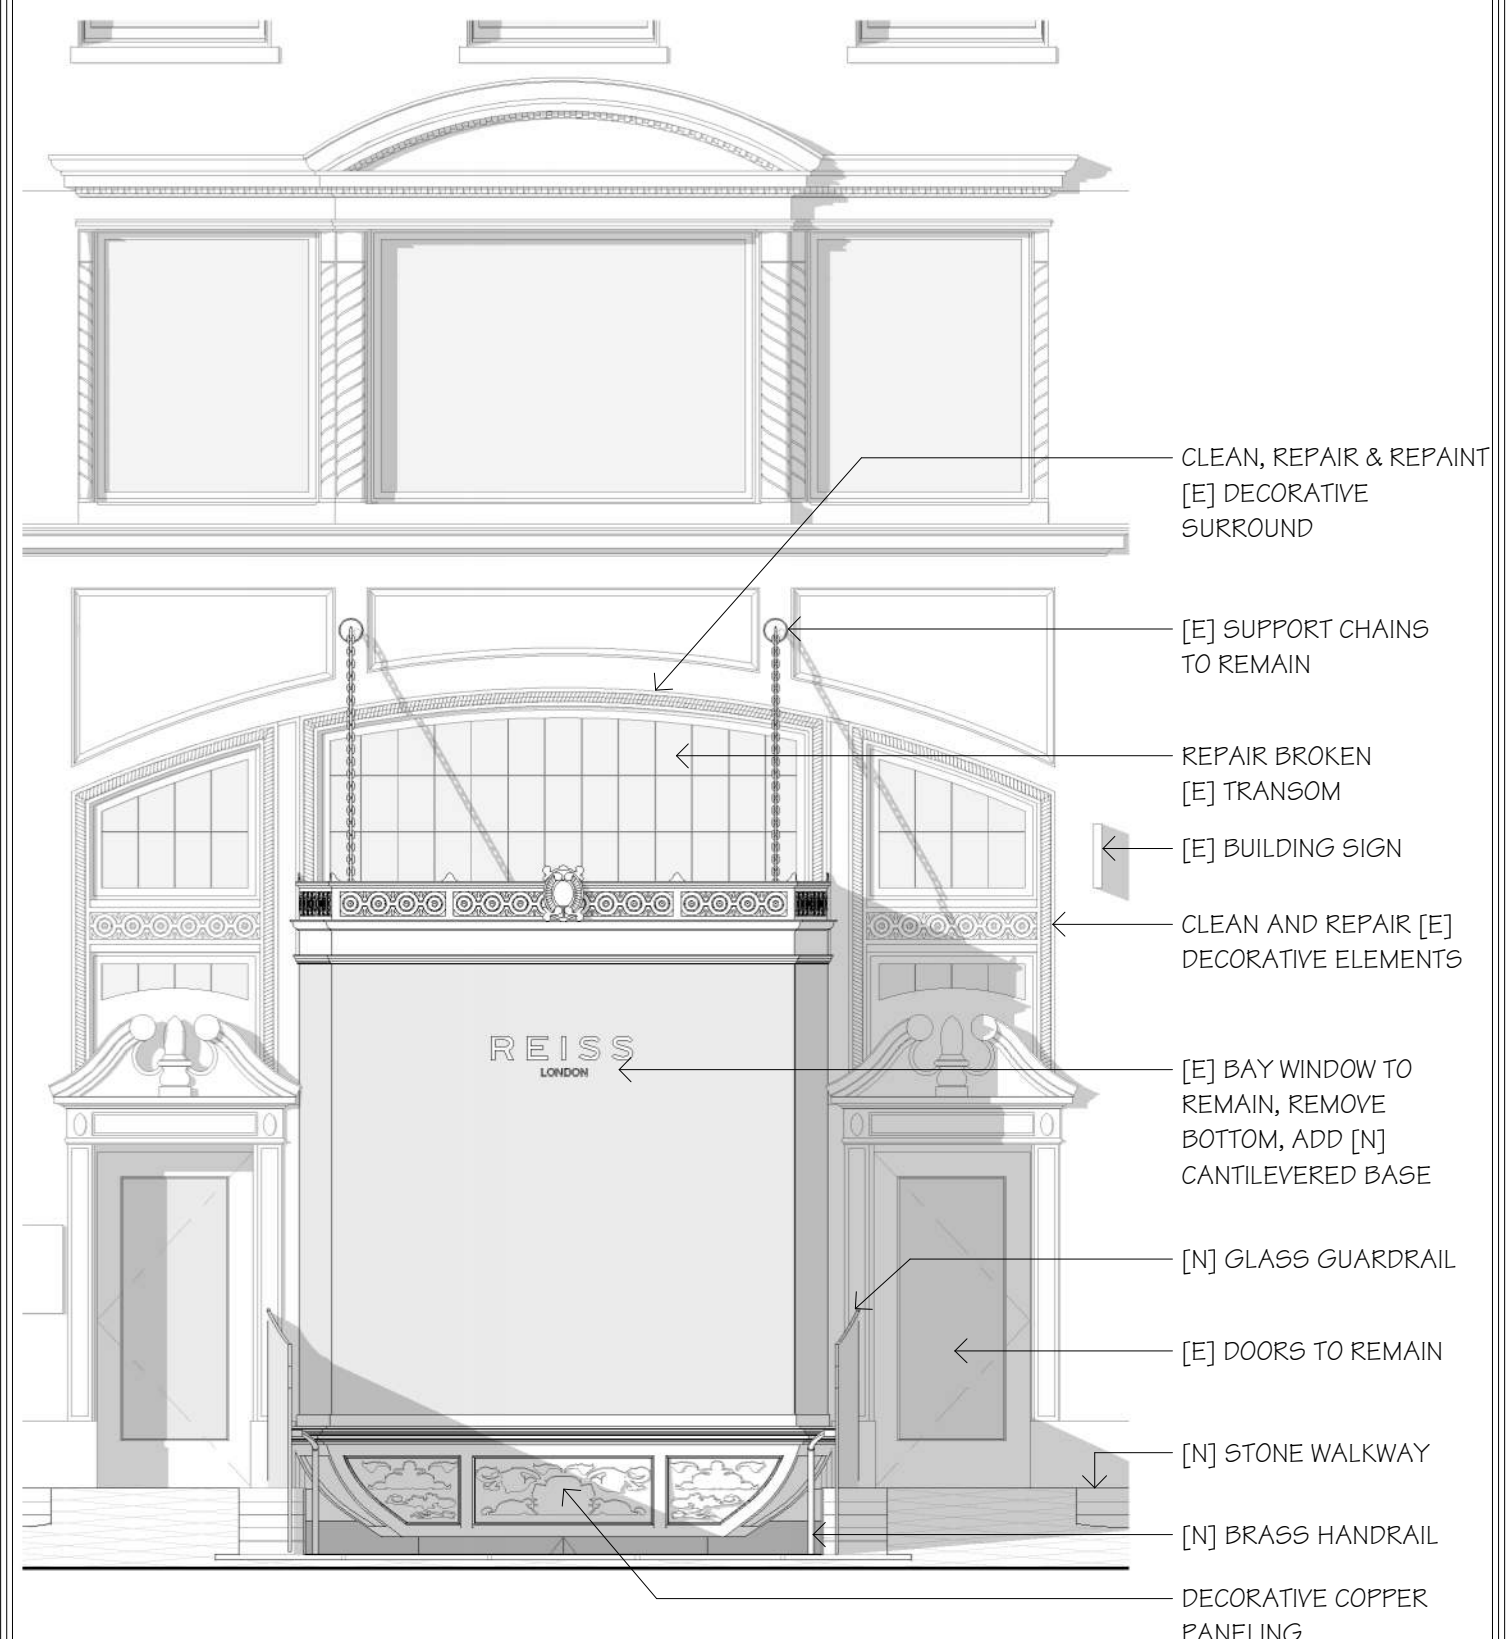 CLEAN, REPAIR & REPAINT
[E] DECORATIVE
SURROUND
[E] SUPPORT CHAINS
TO REMAIN
REPAIR BROKEN
[E] TRANSOM
[E] BUILDING SIGN
CLEAN AND REPAIR [E]
DECORATIVE ELEMENTS
REISS
LONDON
[E] BAY WINDOW TO
REMAIN, REMOVE
BOTTOM, ADD [N]
CANTILEVERED BASE
[N] GLASS GUARDRAIL
[E] DOORS TO REMAIN
[N] STONE WALKWAY
[N] BRASS HANDRAIL
DECORATIVE COPPER
PANELING